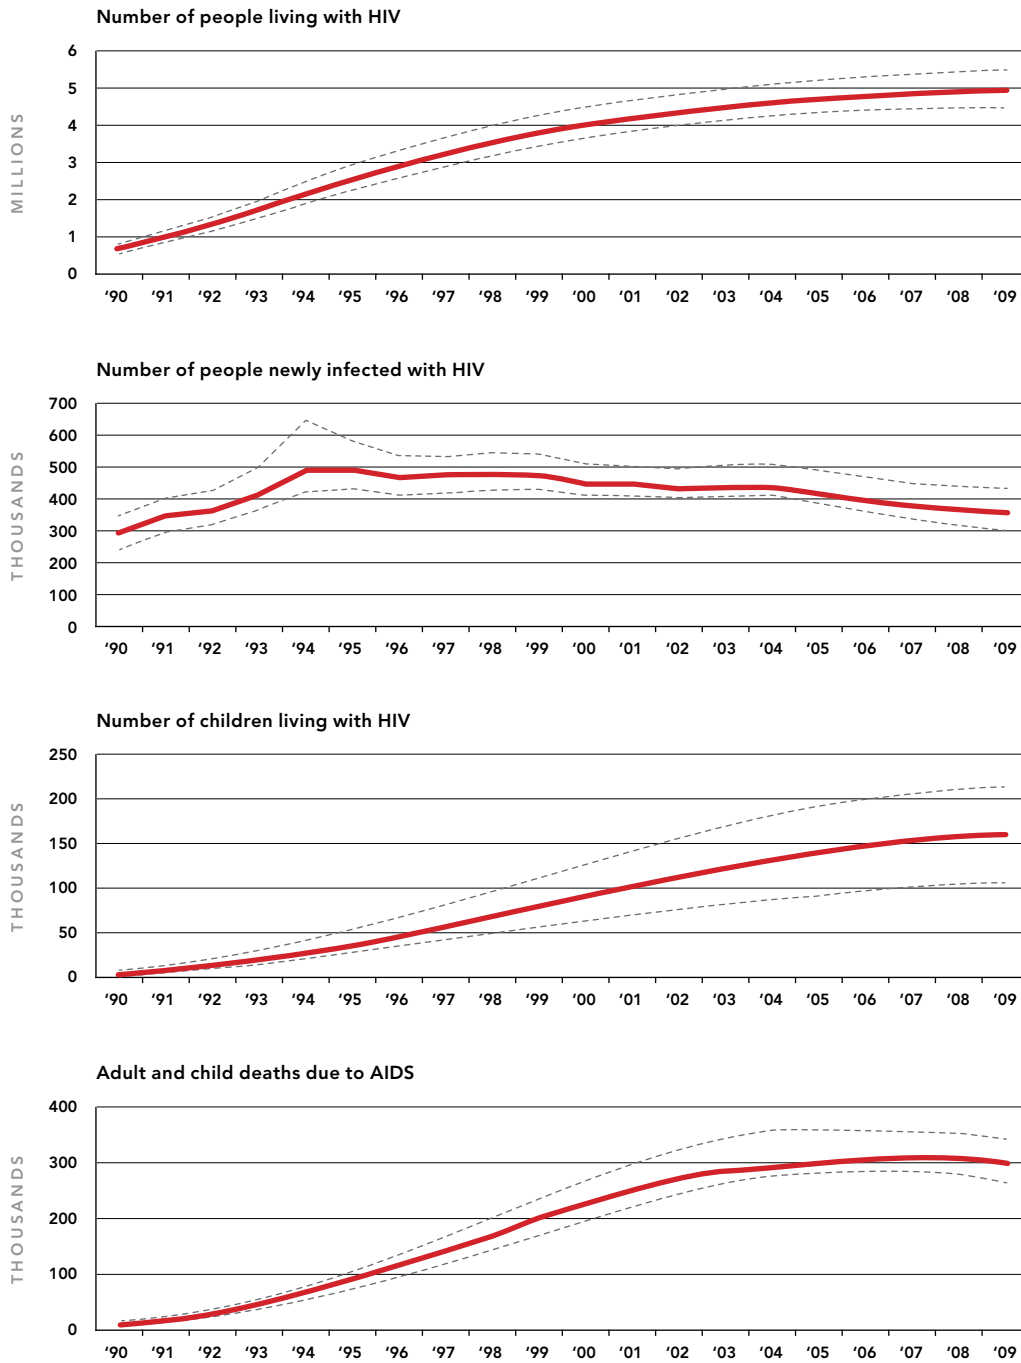 Number of people living with HIV
6
5
4
3
2
1
0
MILLIONS
‘90 ‘91 ‘92 ‘93 ‘94 ‘95 ‘96 ‘97 ‘98 ‘99 ‘00 ‘01 ‘02 ‘03 ‘04 ‘05 ‘06 ‘07 ‘08 ‘09
Number of people newly infected with HIV
700
600
500
400
300
200
100
0
THOUSANDS
‘90 ‘91 ‘92 ‘93 ‘94 ‘95 ‘96 ‘97 ‘98 ‘99 ‘00 ‘01 ‘02 ‘03 ‘04 ‘05 ‘06 ‘07 ‘08 ‘09
Number of children living with HIV
250
200
150
100
50
0
THOUSANDS
‘90 ‘91 ‘92 ‘93 ‘94 ‘95 ‘96 ‘97 ‘98 ‘99 ‘00 ‘01 ‘02 ‘03 ‘04 ‘05 ‘06 ‘07 ‘08 ‘09
Adult and child deaths due to AIDS
400
300
200
100
0
THOUSANDS
‘90 ‘91 ‘92 ‘93 ‘94 ‘95 ‘96 ‘97 ‘98 ‘99 ‘00 ‘01 ‘02 ‘03 ‘04 ‘05 ‘06 ‘07 ‘08 ‘09